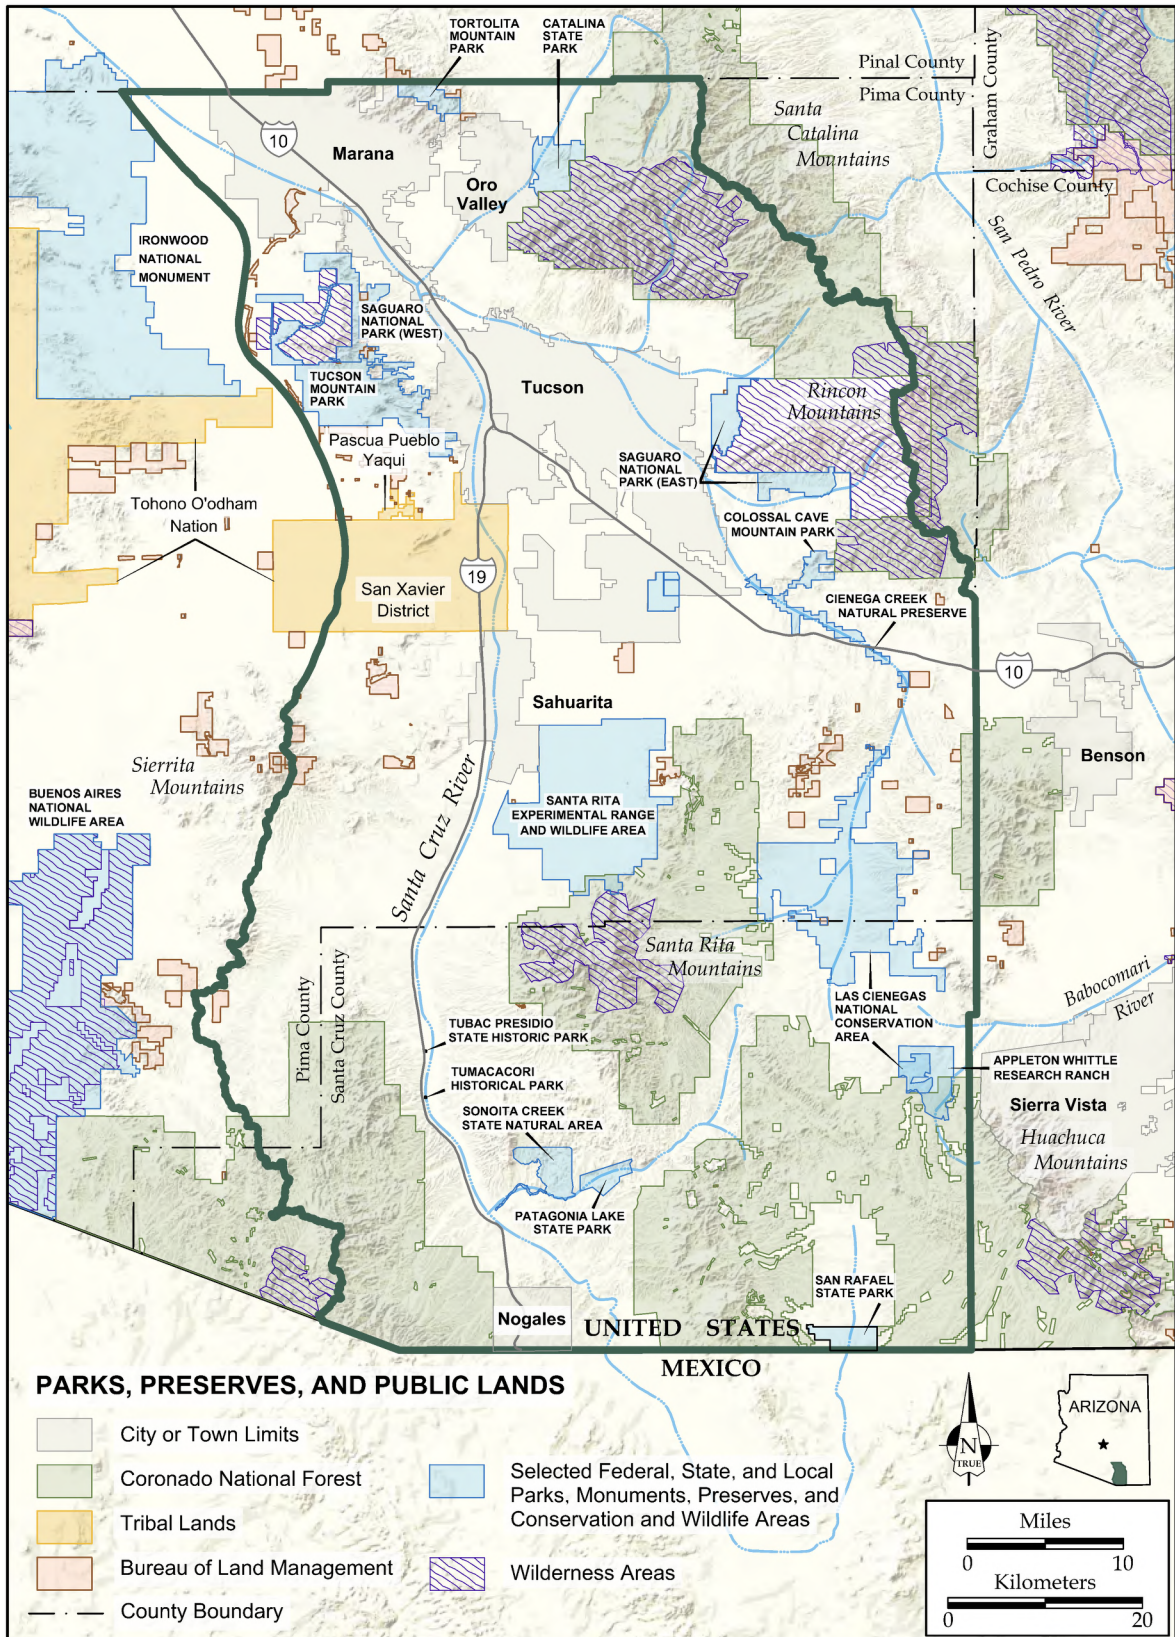 TORTOLITA
MOUNTAIN
PARK
CATALINA
STATE
PARK
Pinal County
Pima County
Graham County
Cochise County
Santa
Catalina
Mountains
10
Marana
Oro
Valley
San Pedro River
IRONWOOD
NATIONAL
MONUMENT
SAGUARO
NATIONAL
PARK (WEST)
TUCSON
MOUNTAIN
PARK
Tucson
Rincon
Mountains
Pascua Pueblo
Yaqui
SAGUARO
NATIONAL
PARK (EAST)
Tohono O'odham
Nation
COLOSSAL CAVE
MOUNTAIN PARK
19
San Xavier
District
CIENEGA CREEK
NATURAL PRESERVE
10
Sahuarita
Benson
Sierrita
Mountains
Santa Cruz River
BUENOS AIRES
NATIONAL
WILDLIFE AREA
SANTA RITA
EXPERIMENTAL RANGE
AND WILDLIFE AREA
Santa Rita
Mountains
Babocomari
River
LAS CIENEGAS
NATIONAL
CONSERVATION
AREA
Pima County
Santa Cruz County
TUBAC PRESIDIO
STATE HISTORIC PARK
TUMACACORI
HISTORICAL PARK
APPLETON WHITTLE
RESEARCH RANCH
Sierra Vista
SONOITA CREEK
STATE NATURAL AREA
Huachuca
Mountains
PATAGONIA LAKE
STATE PARK
SAN RAFAEL
STATE PARK
Nogales
UNITED STATES
MEXICO
PARKS, PRESERVES, AND PUBLIC LANDS
City or Town Limits
Coronado National Forest
Tribal Lands
Bureau of Land Management
County Boundary
Selected Federal, State, and Local
Parks, Monuments, Preserves, and
Conservation and Wildlife Areas
Wilderness Areas
N
TRUE
ARIZONA
Miles
0 10
Kilometers
0 20